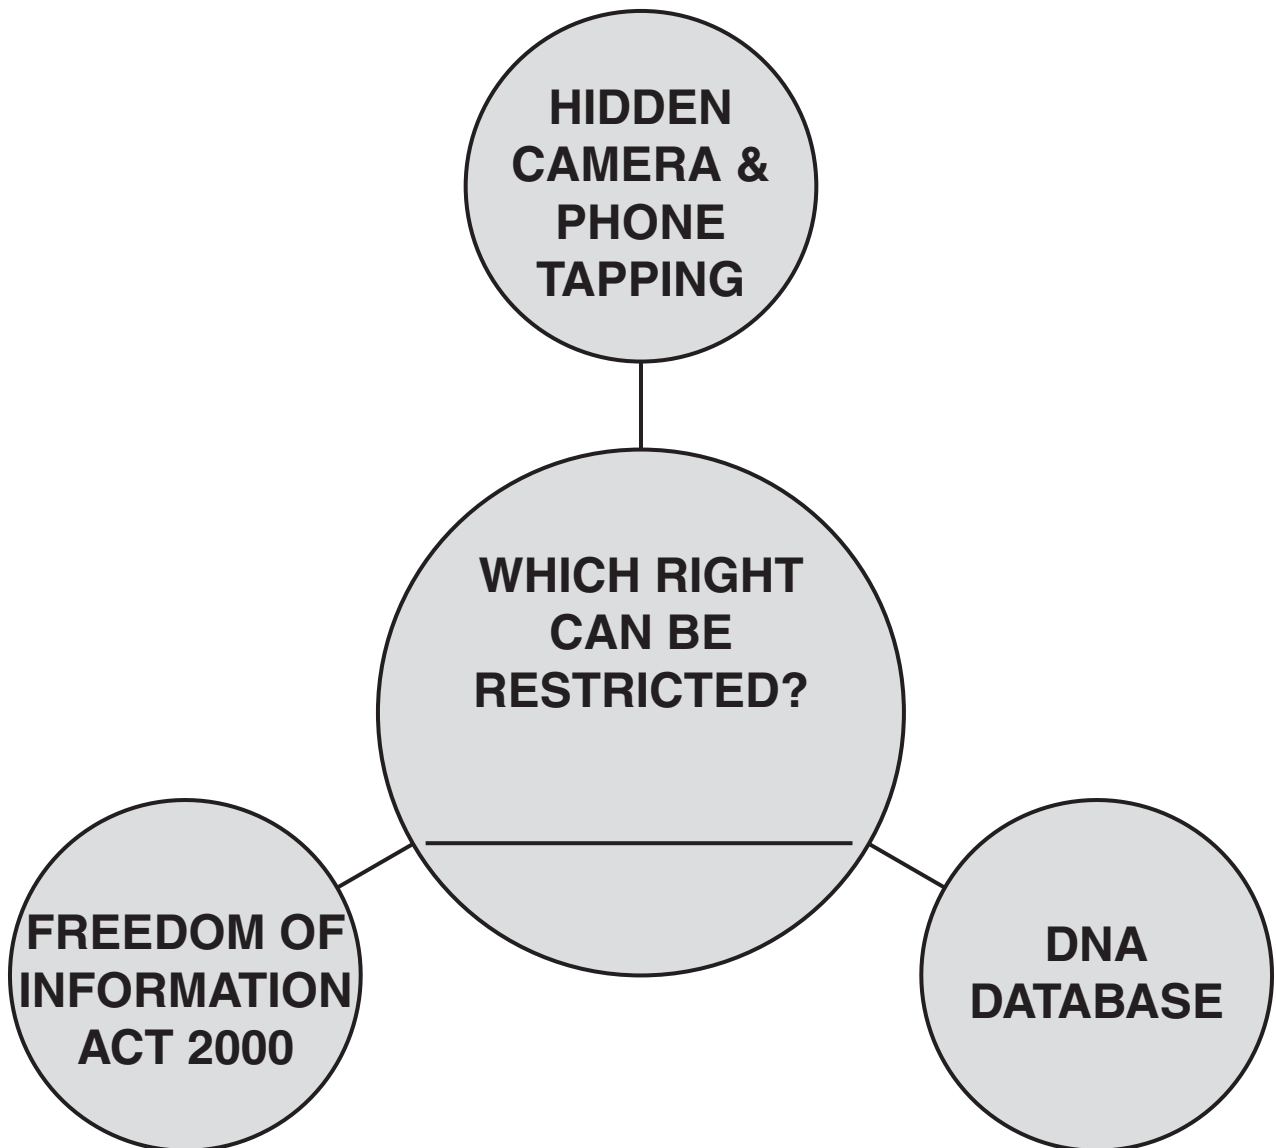 HIDDEN
CAMERA &
PHONE
TAPPING
WHICH RIGHT
CAN BE
RESTRICTED?
FREEDOM OF
INFORMATION
ACT 2000
DNA
DATABASE